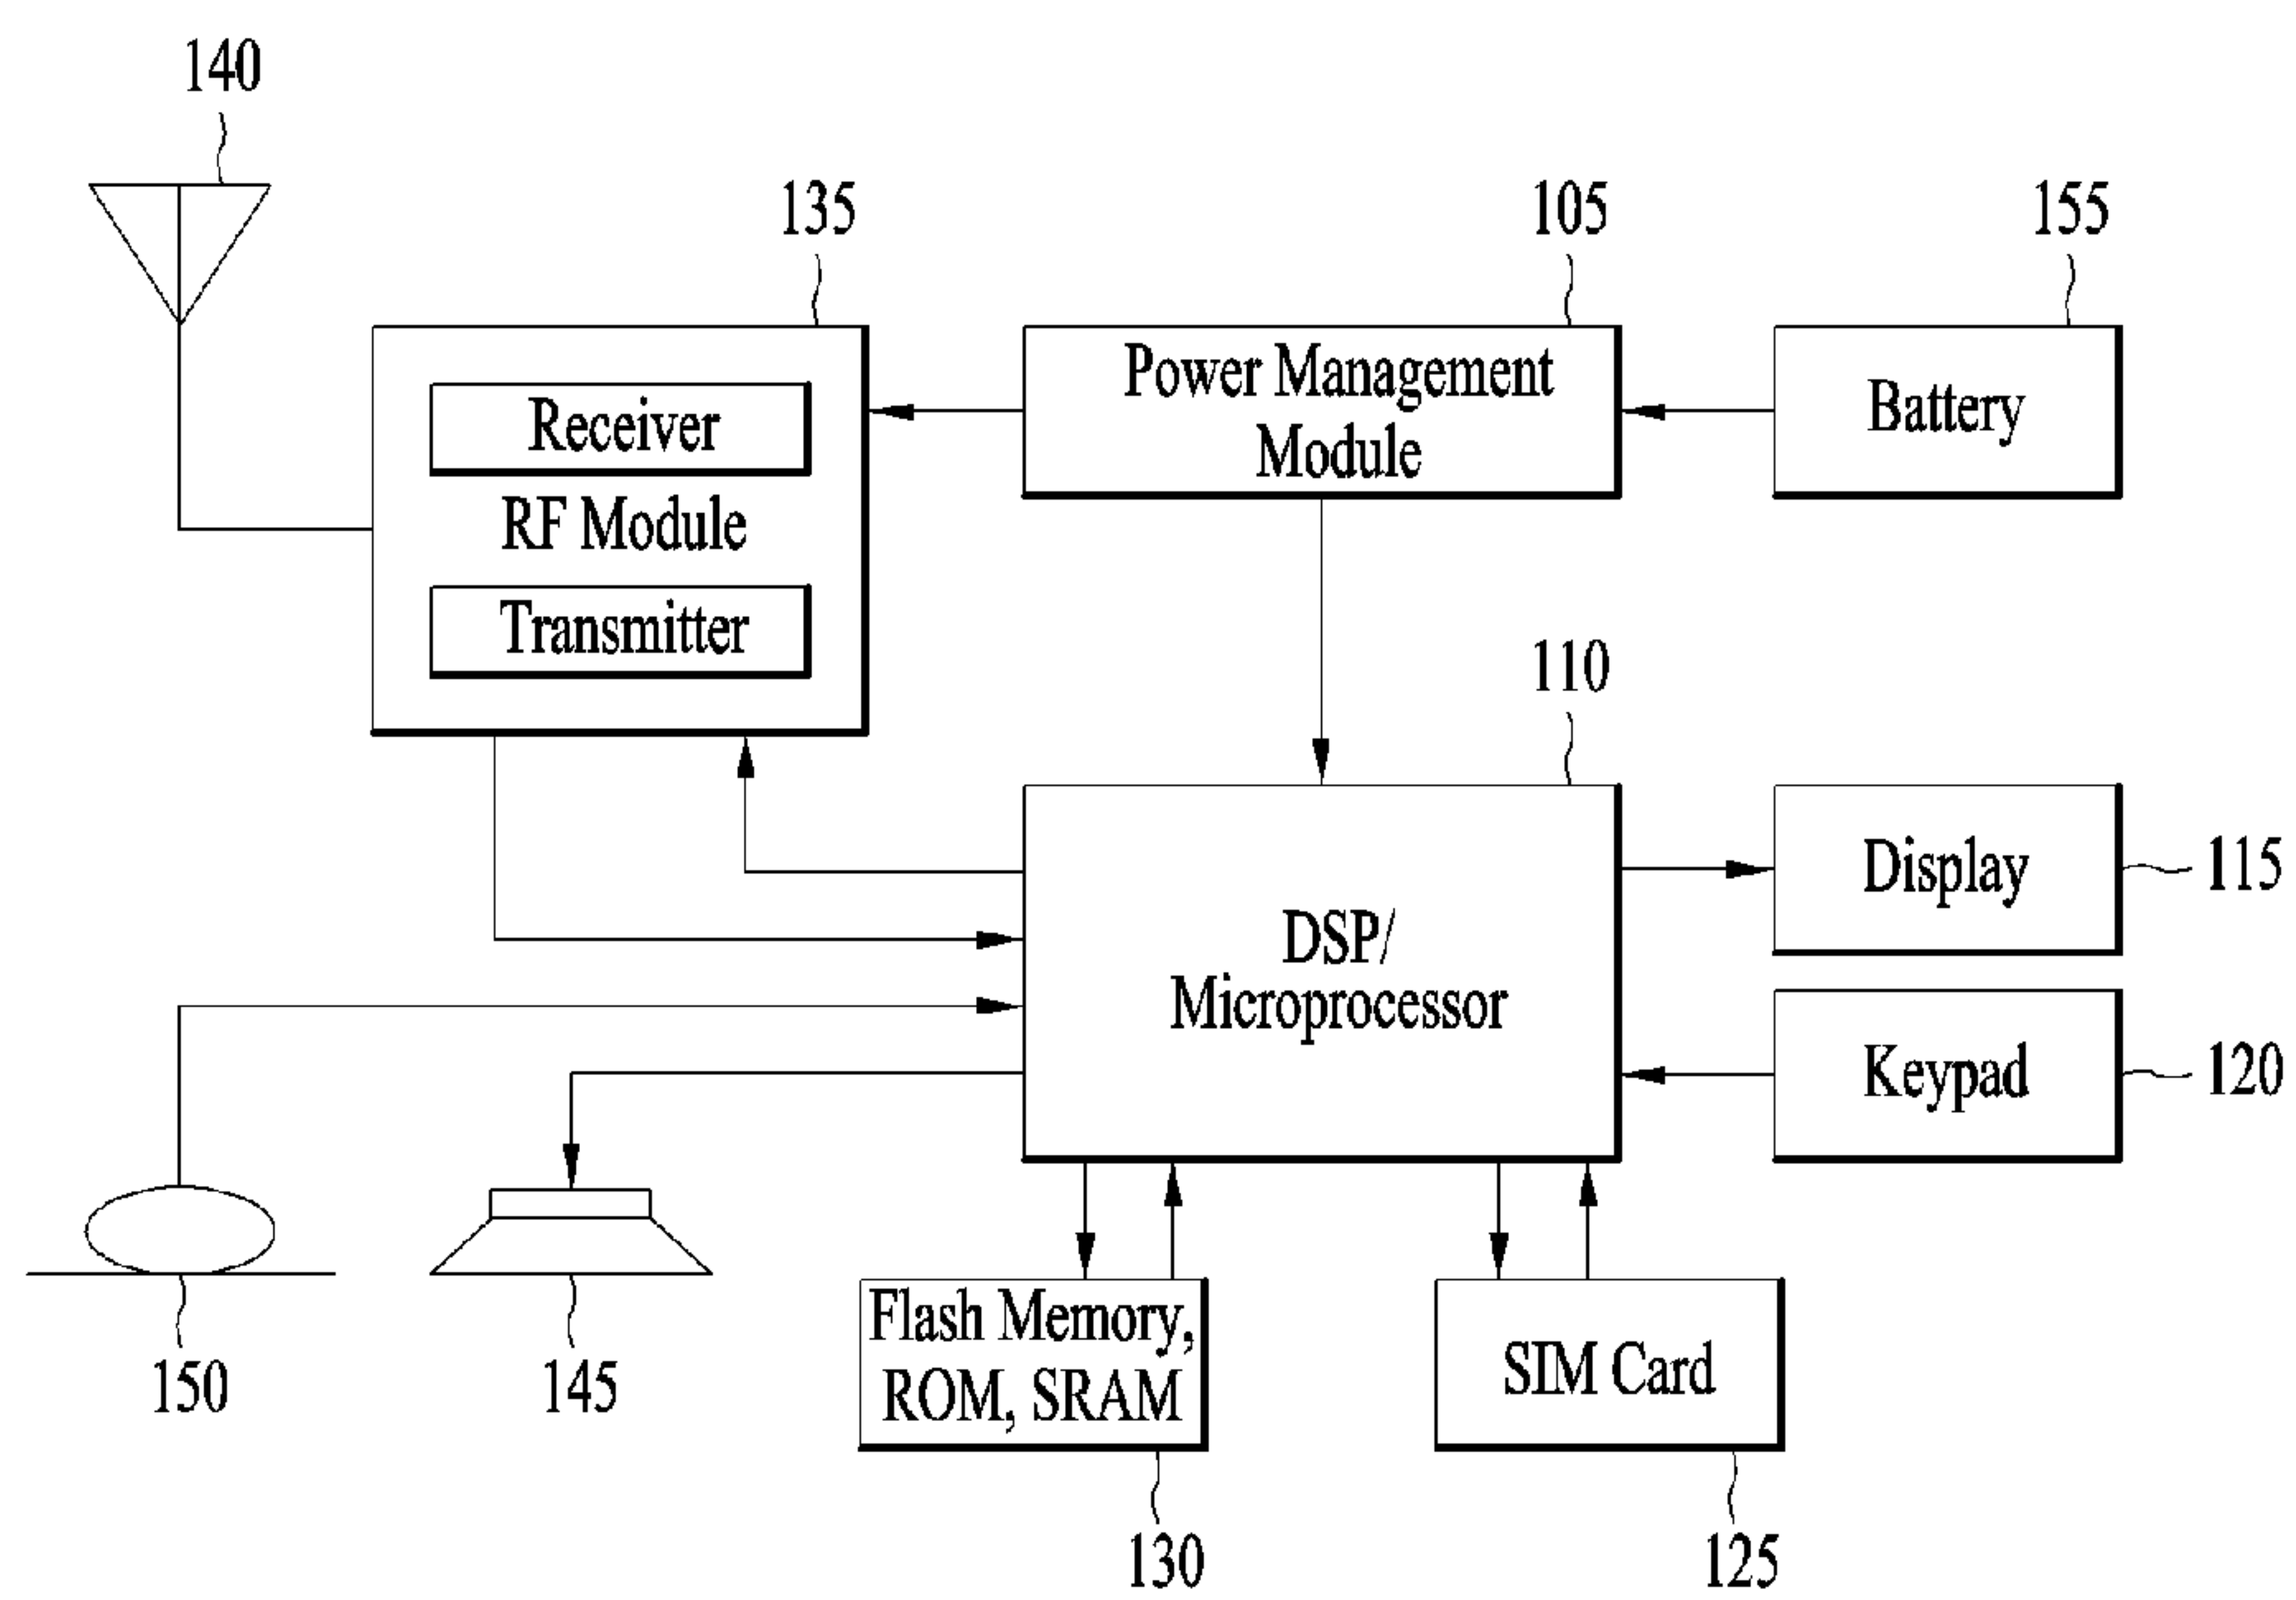 140
135
105
155
Receiver
RF Module
Transmitter
Power Management
Module
Battery
110
DSP/
Microprocessor
Display
115
Keypad
120
150
145
Flash Memory,
ROM, SRAM
SIM Card
130
125